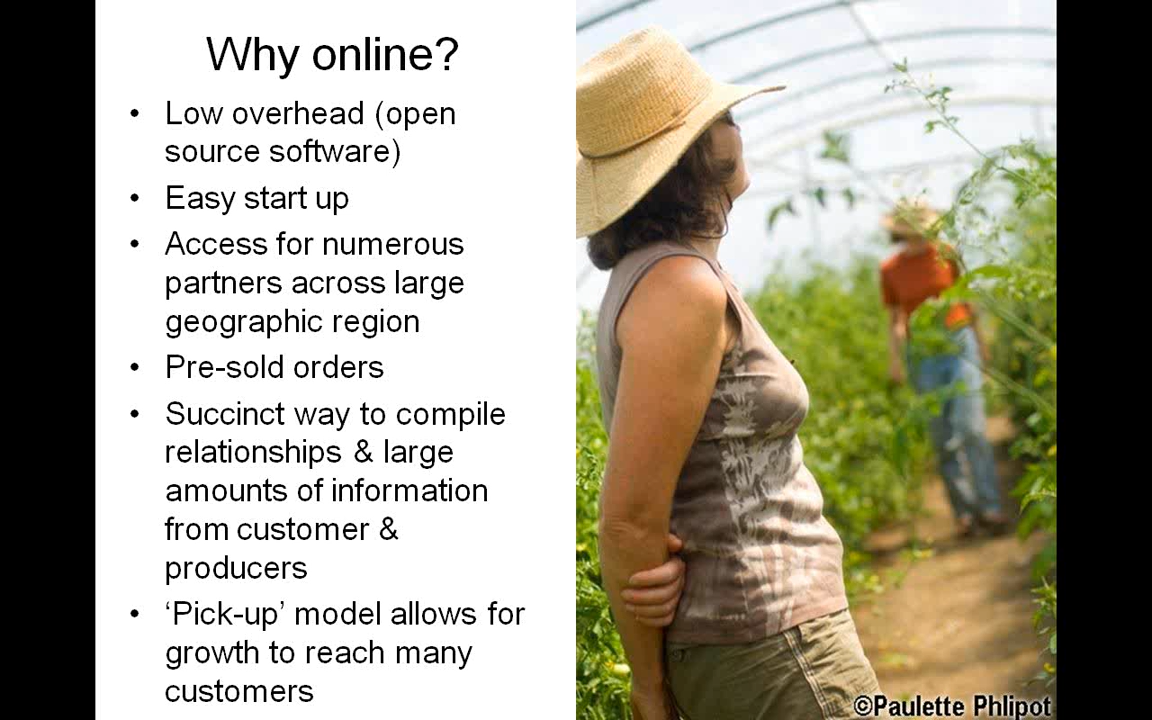 Why online?
• Low overhead (open
source software)
• Easy start up
• Access for numerous
partners across large
geographic region
• Pre-sold orders
• Succinct way to compile
relationships & large
amounts of information
from customer &
producers
• ‘Pick-up’ model allows for
growth to reach many
customers
©Paulette Phlipot